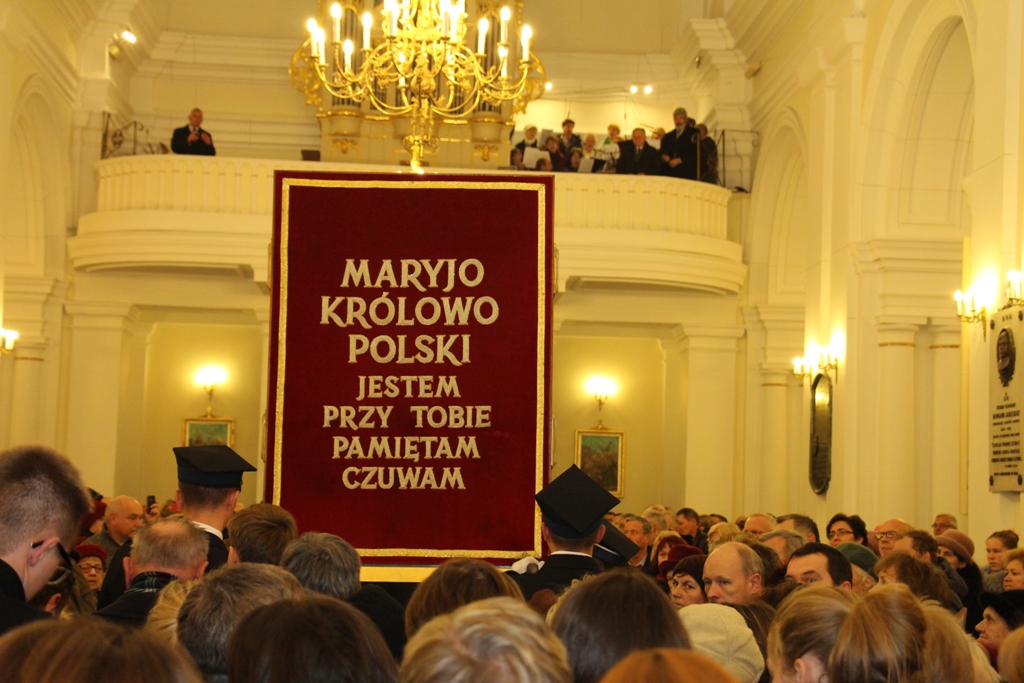 MARYJO
KRÓLOWO
POLSKI
JESTEM
PRZY TOBIE
PAMIĘTAM
CZUWAM